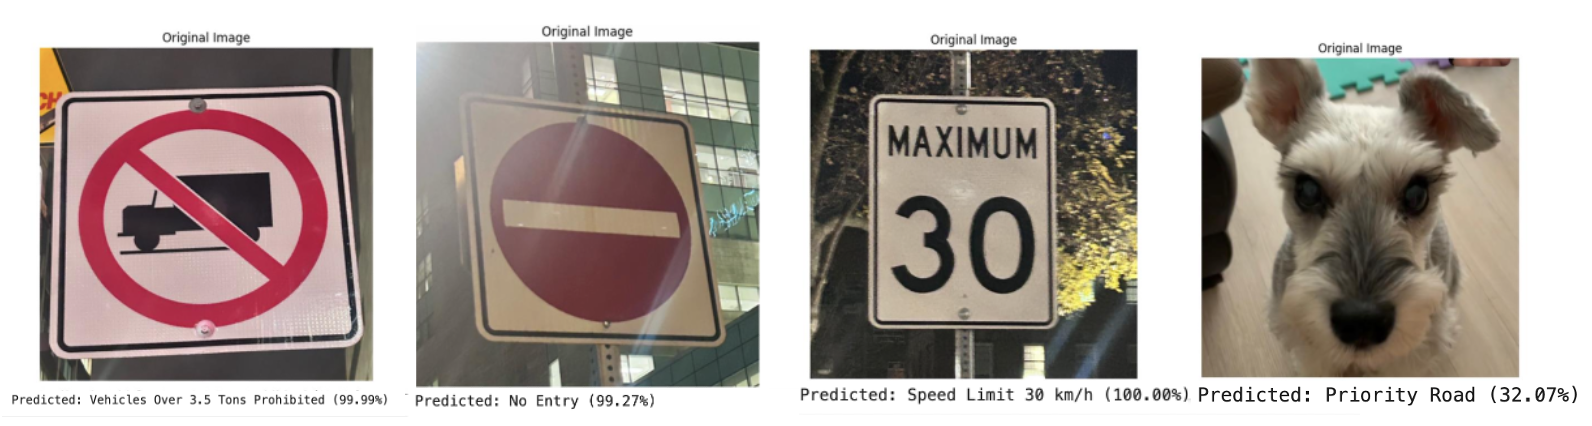 Original Image
CH
MAXIMUM
30
Predicted: Vehicles Over 3.5 Tons Prohibited (99.99%)
Original Image
Predicted: No Entry (99.27%)
Original Image
Predicted: Speed Limit 30 km/h (100.00%)
Original Image
Predicted: Priority Road (32.07%)